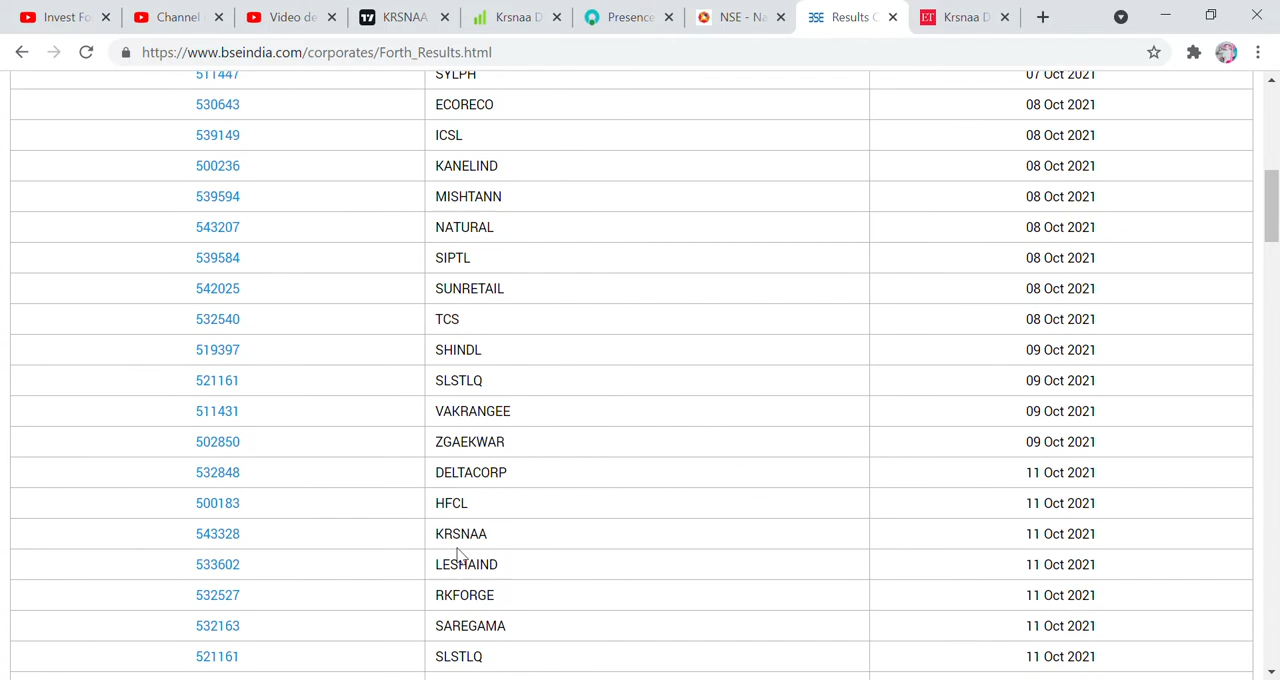 Invest Fo
Channel
Video de
KRSNAA
Krsnaa D
Presence
NSE - Na
Results C
Krsnaa D
https://www.bseindia.com/corporates/Forth_Results.html
511447 SYLPH 07 Oct 2021
530643 ECORECO 08 Oct 2021
539149 ICSL 08 Oct 2021
500236 KANELIND 08 Oct 2021
539594 MISHTANN 08 Oct 2021
543207 NATURAL 08 Oct 2021
539584 SIPTL 08 Oct 2021
542025 SUNRETAIL 08 Oct 2021
532540 TCS 08 Oct 2021
519397 SHINDL 09 Oct 2021
521161 SLSTLQ 09 Oct 2021
511431 VAKRANGEE 09 Oct 2021
502850 ZGAEKWAR 09 Oct 2021
532848 DELTACORP 11 Oct 2021
500183 HFCL 11 Oct 2021
543328 KRSNAA 11 Oct 2021
533602 LESHAIND 11 Oct 2021
532527 RKFORGE 11 Oct 2021
532163 SAREGAMA 11 Oct 2021
521161 SLSTLQ 11 Oct 2021